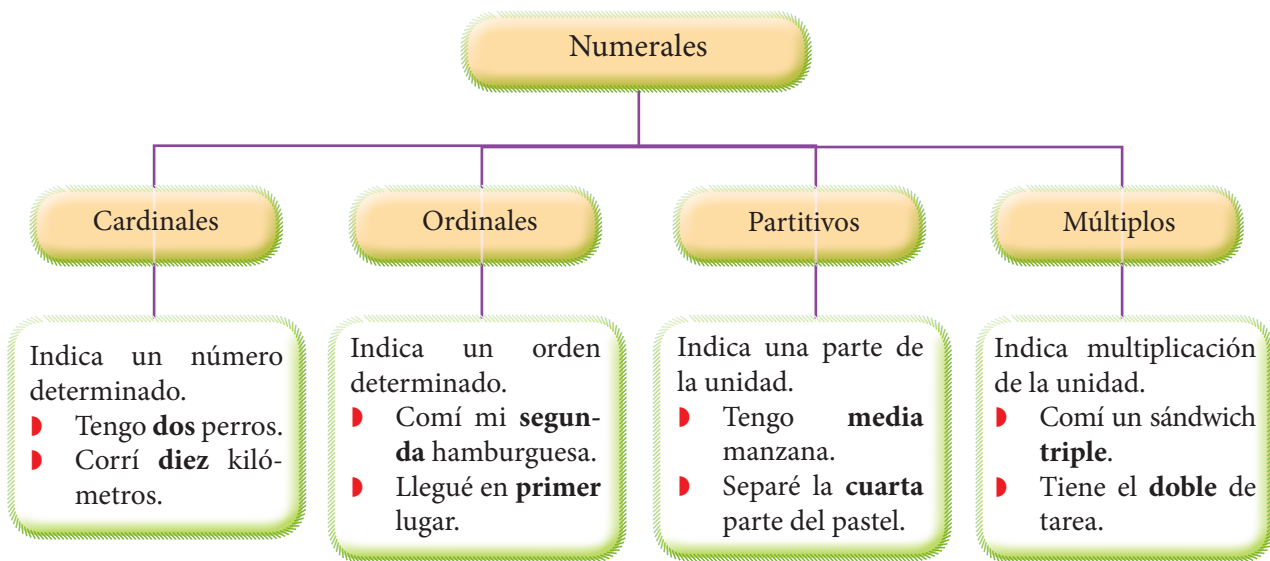 Numerales
Cardinales
Ordinales
Partitivos
Múltiplos
Indica un número
determinado.
Tengo dos perros.
Corrí diez kiló-
metros.
Indica un orden
determinado.
Comí mi segun-
da hamburguesa.
Llegué en primer
lugar.
Indica una parte de
la unidad.
Tengo media
manzana.
Separé la cuarta
parte del pastel.
Indica multiplicación
de la unidad.
Comí un sándwich
triple.
Tiene el doble de
tarea.